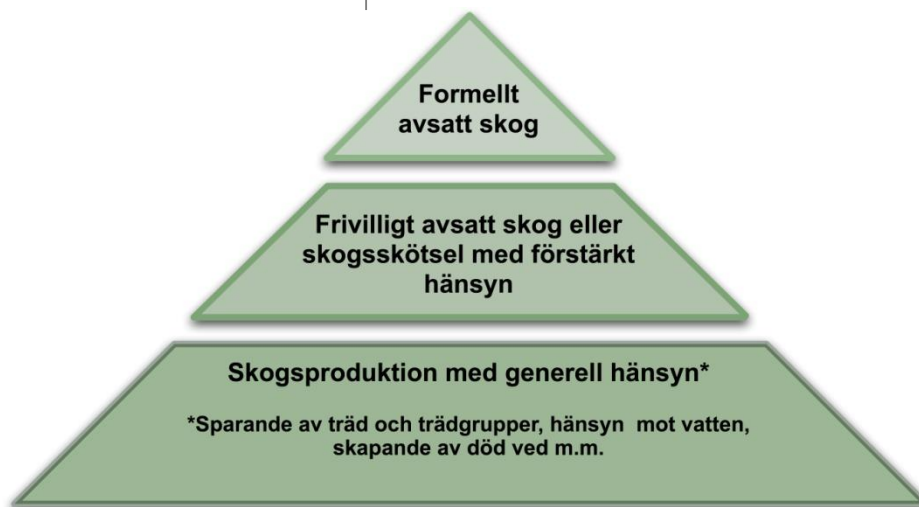 Formellt
avsatt skog
Frivilligt avsatt skog eller
skogsskötsel med förstärkt
hänsyn
Skogsproduktion med generell hänsyn*
*Sparande av träd och trädgrupper, hänsyn mot vatten,
skapande av död ved m.m.